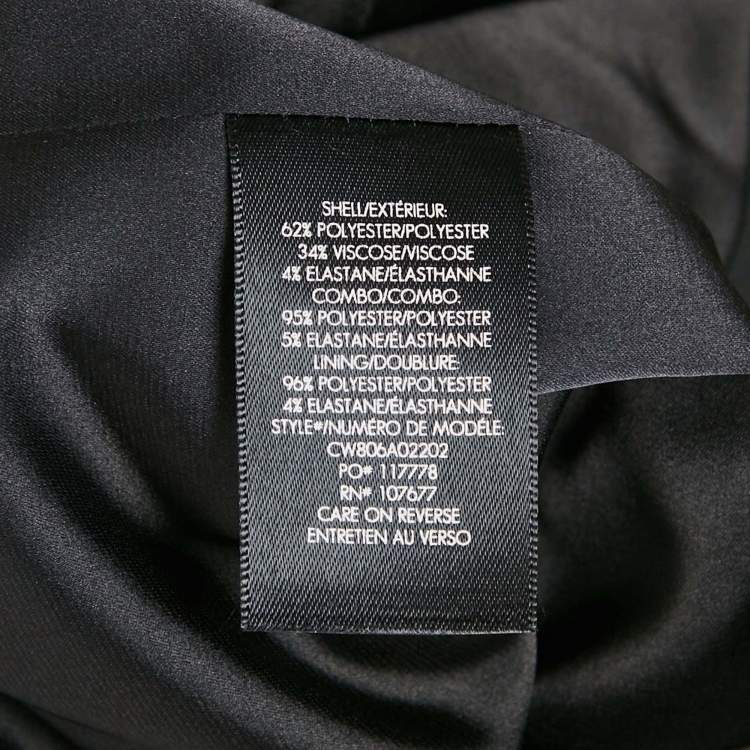 SHELL/EXTÉRIEUR:
62% POLYESTER/POLYESTER
34% VISCOSE/VISCOSE
4% ELASTANE/ÉLASTHANNE
COMBO/COMBO:
95% POLYESTER/POLYESTER
5% ELASTANE/ÉLASTHANNE
LINING/DOUBLURE:
96% POLYESTER/POLYESTER
4% ELASTANE/ÉLASTHANNE
STYLE#/NUMÉRO DE MODÉLE:
CW806A02202
PO# 117778
RN# 107677
CARE ON REVERSE
ENTRETIEN AU VERSO